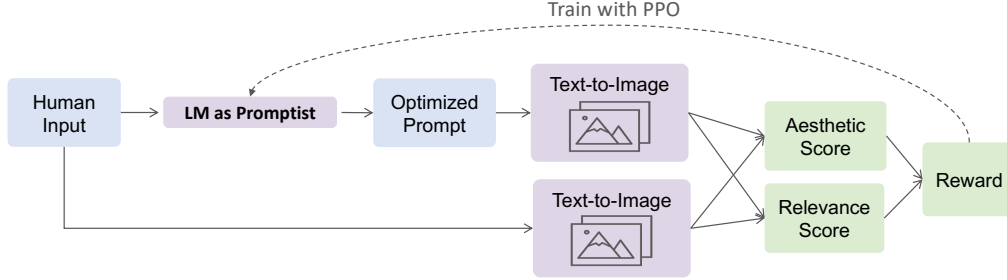 Train with PPO
Human
Input
LM as Promptist
Optimized
Prompt
Text-to-Image
Text-to-Image
Aesthetic
Score
Relevance
Score
Reward